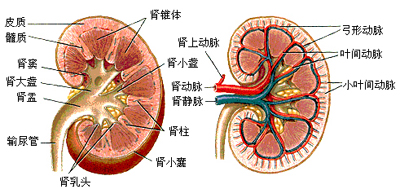 皮质
髓质
肾窦
肾大盏
肾盂
输尿管
肾锥体
肾小盏
肾柱
肾小囊
肾乳头
肾上动脉
肾动脉
肾静脉
弓形动脉
叶间动脉
小叶间动脉